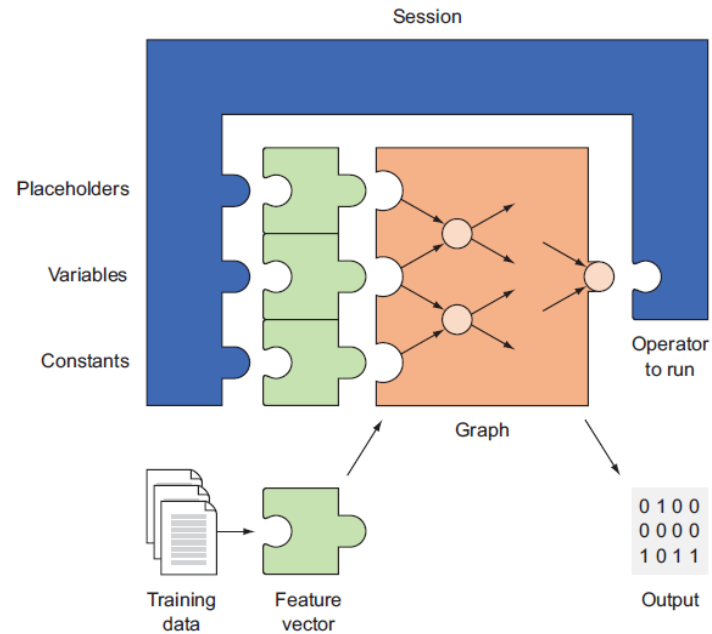 Session
Placeholders
Variables
Constants
Operator
to run
Graph
0 1 0 0
0 0 0 0
1 0 1 1
Training
data
Feature
vector
Output